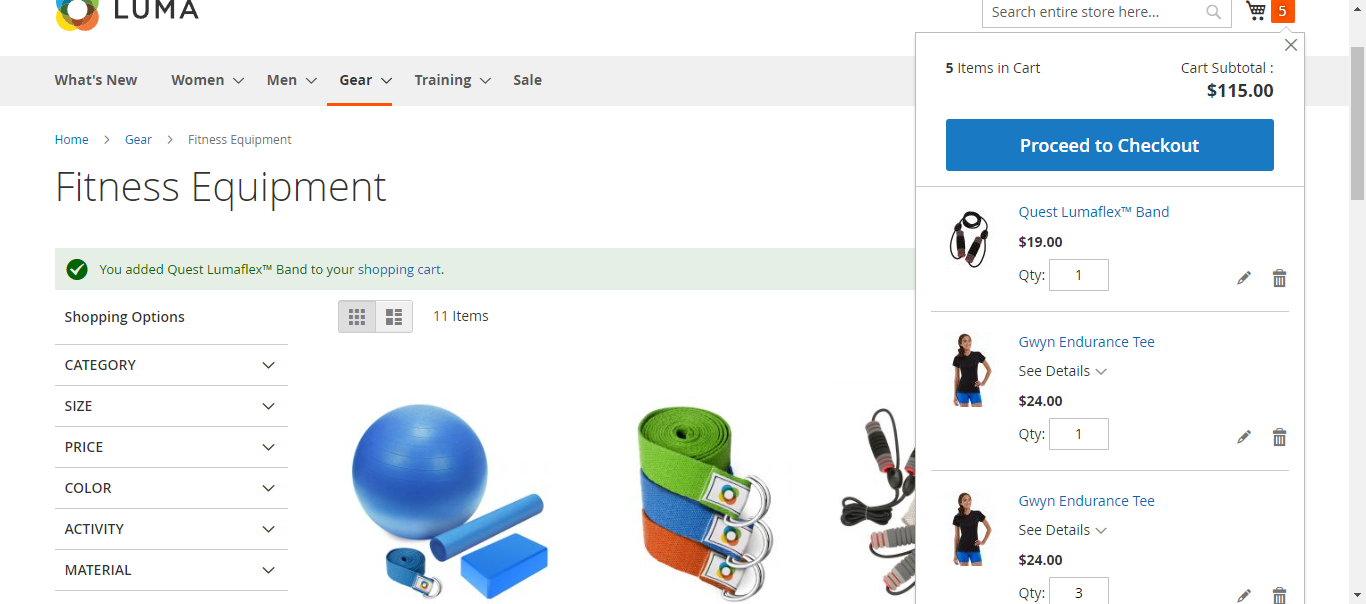 LUMA
Search entire store here...
5
What's New
Women
Men
Gear
Training
Sale
Home
Gear
Fitness Equipment
Fitness Equipment
You added Quest Lumaflex™ Band to your shopping cart.
Shopping Options
CATEGORY
SIZE
PRICE
COLOR
ACTIVITY
MATERIAL
11 Items
5 Items in Cart
Cart Subtotal :
$115.00
Proceed to Checkout
Quest Lumaflex™ Band
$19.00
Qty: 1
Gwyn Endurance Tee
See Details
$24.00
Qty: 1
Gwyn Endurance Tee
See Details
$24.00
Qty: 3